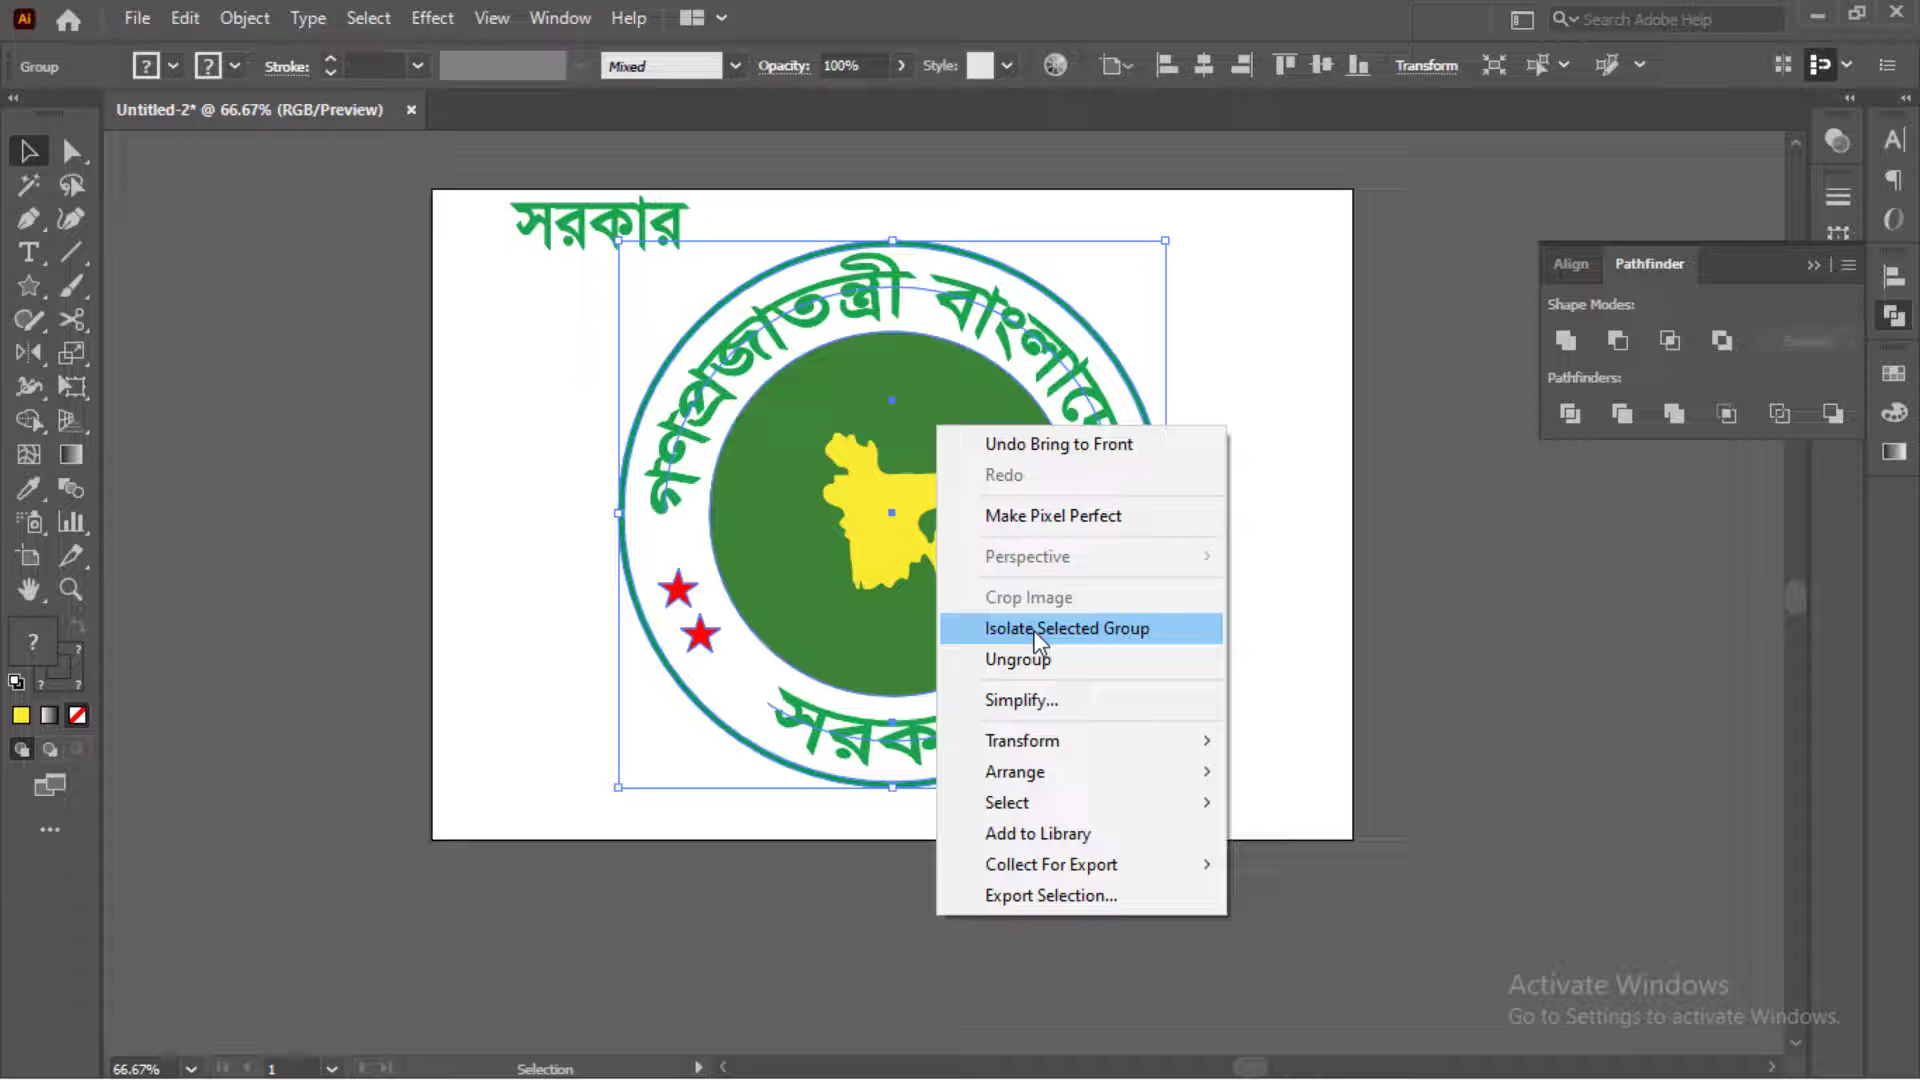 Ai File Edit Object Type Select Effect View Window Help Search Adobe Help
Group ? ? Stroke: Mixed Opacity: 100% Style: Transform
Untitled-2* @ 66.67% (RGB/Preview)
সরকার
গণপ্রজাতন্ত্রী
সরক
Undo Bring to Front
Redo
Make Pixel Perfect
Perspective
Crop Image
Isolate Selected Group
Ungroup
Simplify...
Transform
Arrange
Select
Add to Library
Collect For Export
Export Selection...
Align Pathfinder
Shape Modes:
Pathfinders:
Activate Windows
Go to Settings to activate Windows.
66.67% 1 Selection